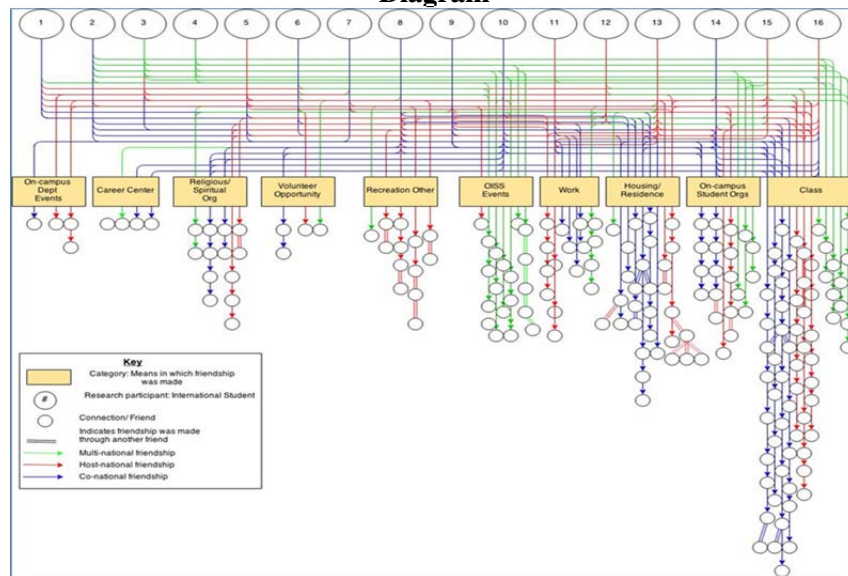 Diagram
1 2 3 4 5 6 7 8 9 10 11 12 13 14 15 16
On-campus
Dept
Events
Career Center
Religious/
Spiritual
Org
Volunteer
Opportunity
Recreation Other
OISS
Events
Work
Housing/
Residence
On-campus
Student Orgs
Class
Key
Category: Means in which friendship
was made
# Research participant: International Student
Connection/ Friend
Indicates friendship was made
through another friend
Multi-national friendship
Host-national friendship
Co-national friendship